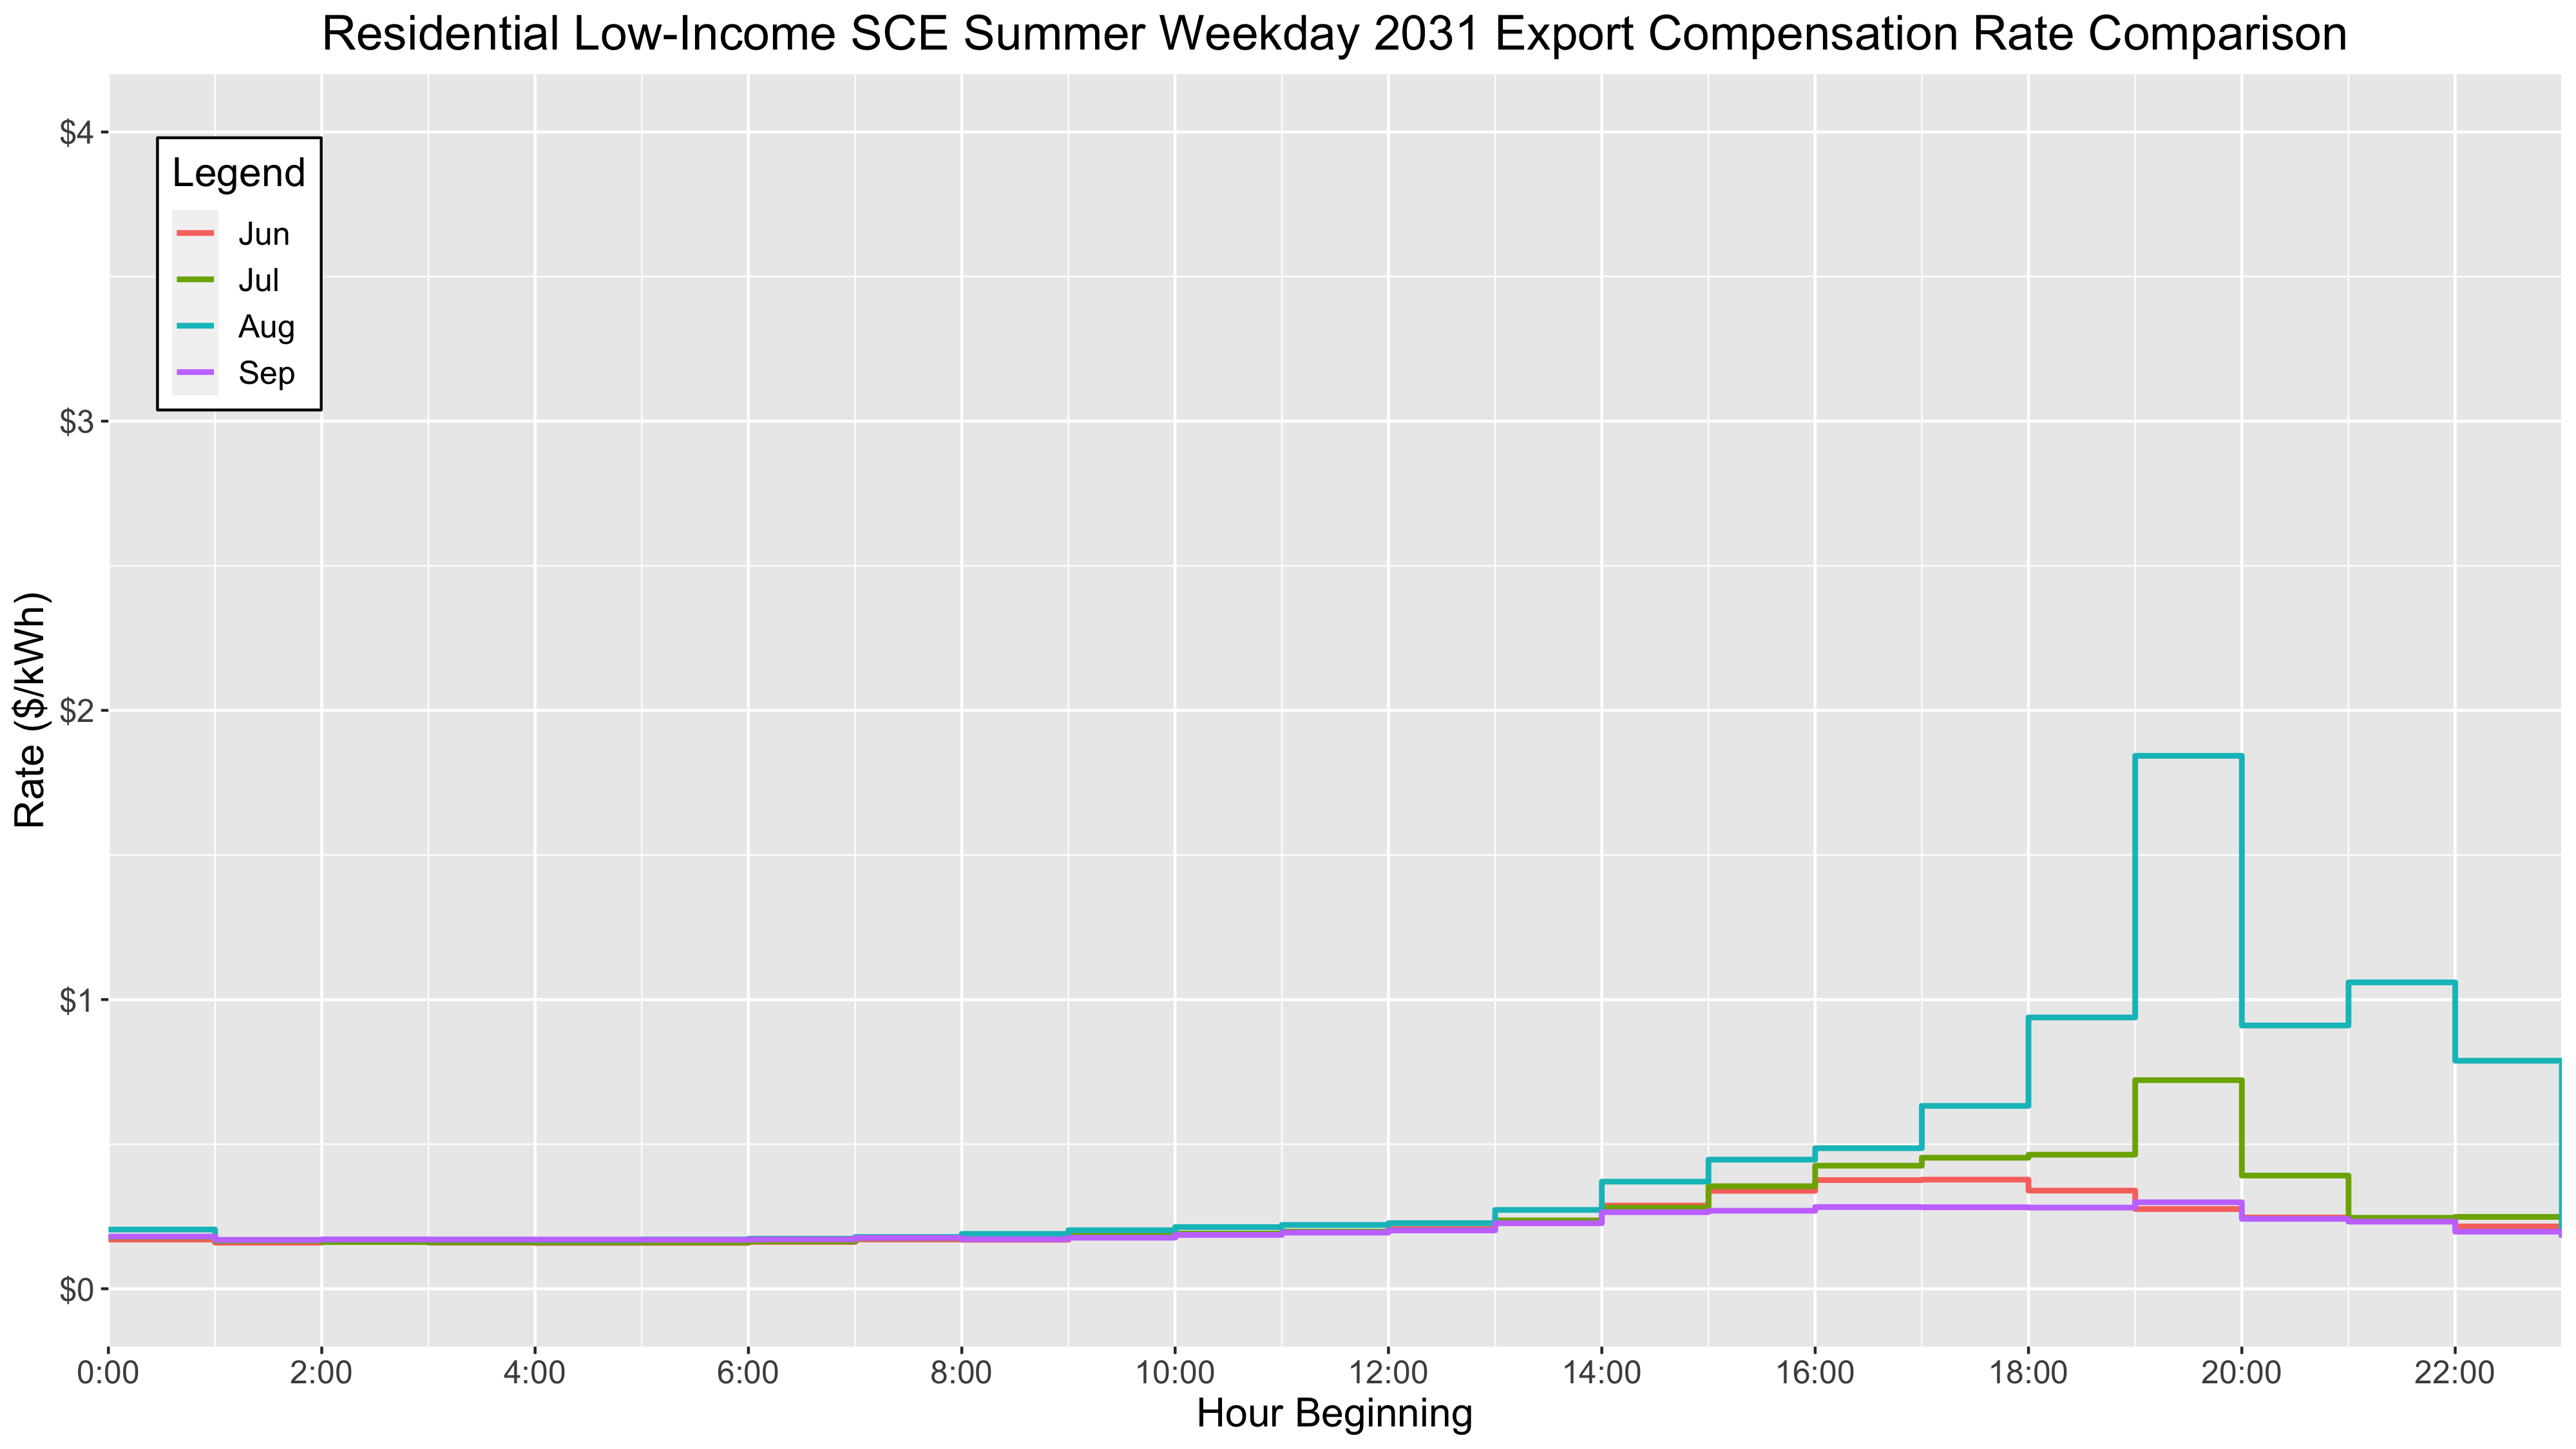 Residential Low-Income SCE Summer Weekday 2031 Export Compensation Rate Comparison
$4
Legend
Jun
Jul
Aug
Sep
$3
Rate ($/kWh)
$2
$1
$0
0:00 2:00 4:00 6:00 8:00 10:00 12:00 14:00 16:00 18:00 20:00 22:00
Hour Beginning